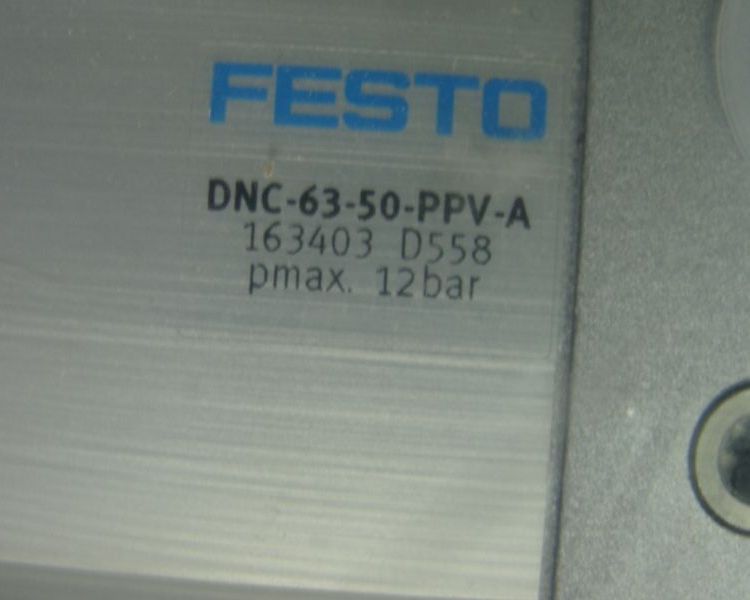 FESTO
DNC-63-50-PPV-A
163403 D558
pmax. 12bar